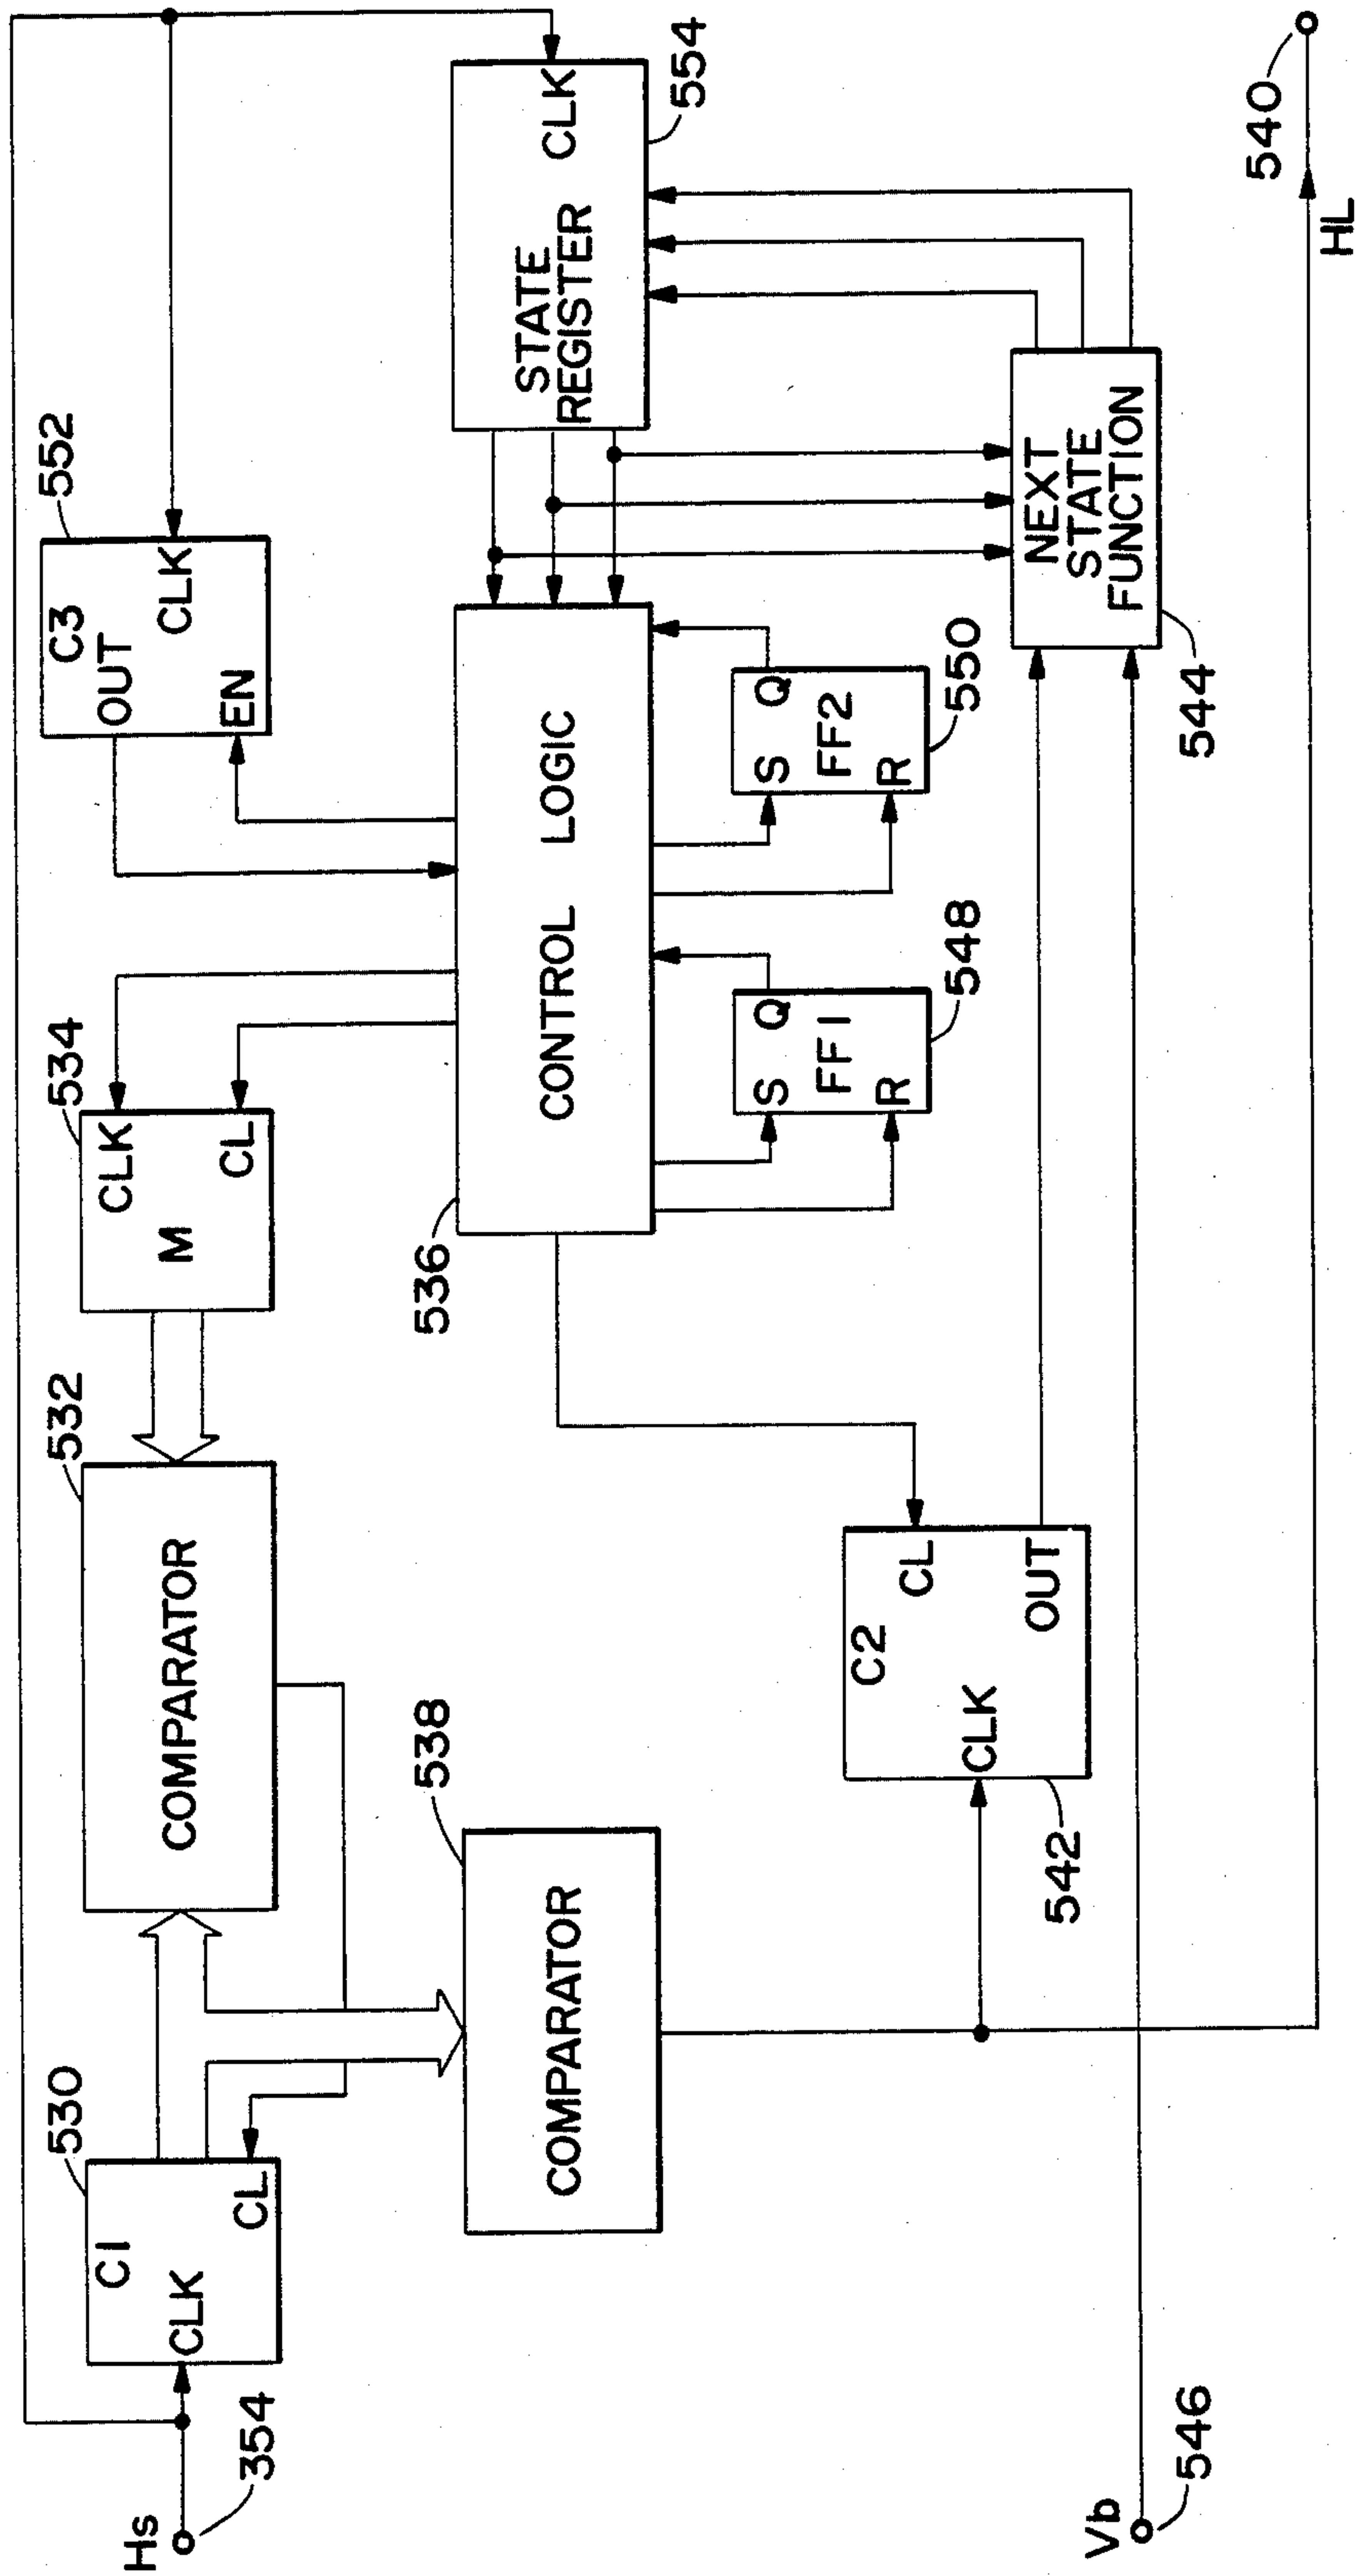 Hs
354
530
C1
CLK
CL
532
COMPARATOR
534
CLK
M
CL
552
C3
OUT
CLK
EN
538
COMPARATOR
536
CONTROL LOGIC
STATE
REGISTER
CLK
554
S
Q
FF1
R
548
S
Q
FF2
R
550
C2
CL
CLK
OUT
542
NEXT
STATE
FUNCTION
544
Vb
546
540
HL